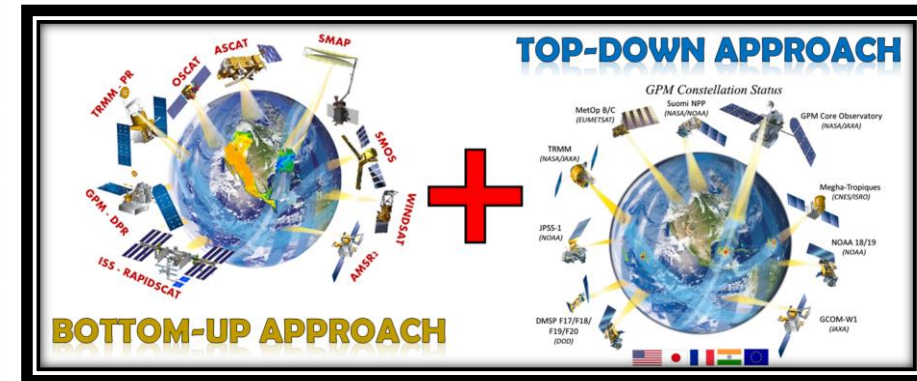 TRMM - PR
OSCAT
ASCAT
SMAP
SMOS
WINDSAT
AMSR2
ISS - RAPIDSCAT
GPM - DPR
BOTTOM-UP APPROACH
TOP-DOWN APPROACH
GPM Constellation Status
MetOp B/C
(EUMETSAT)
Suomi NPP
(NASA/NOAA)
GPM Core Observatory
(NASA/JAXA)
TRMM
(NASA/JAXA)
Megha-Tropiques
(CNES/ISRO)
JPSS-1
(NOAA)
NOAA 18/19
(NOAA)
DMSP F17/F18/
F19/F20
(DOD)
GCOM-W1
(JAXA)